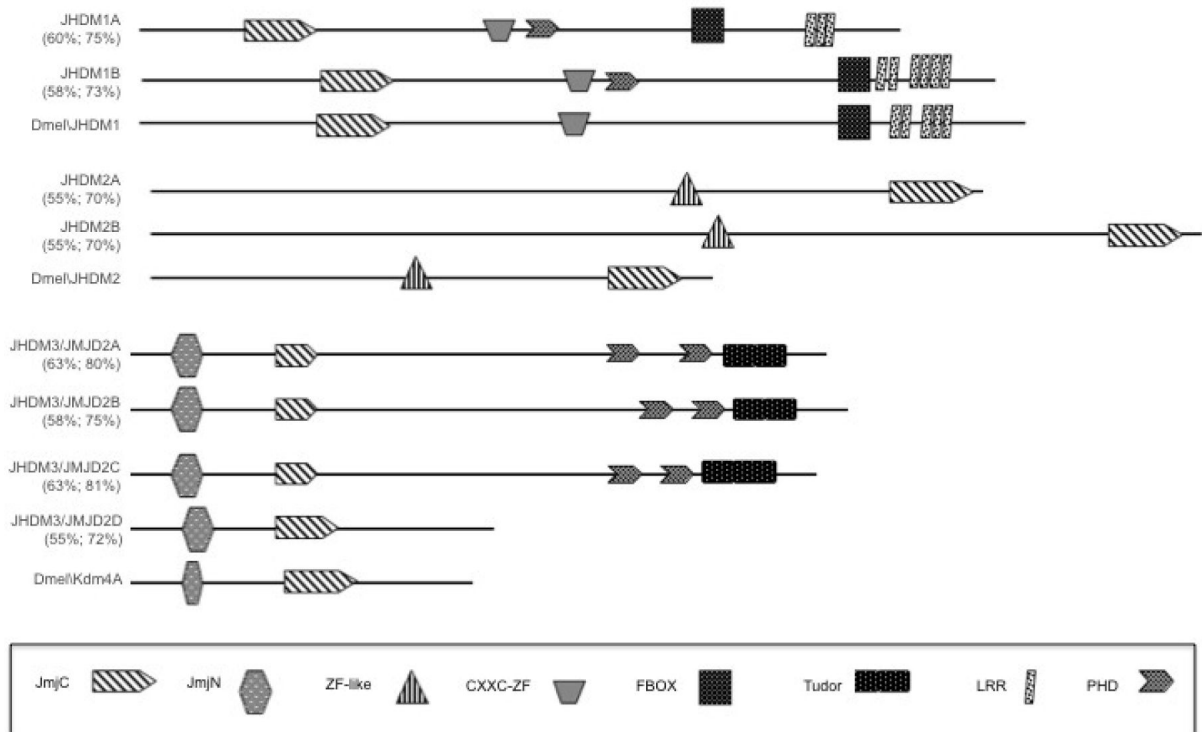 JHDM1A
(60%; 75%)
JHDM1B
(58%; 73%)
Dmel\JHDM1
JHDM2A
(55%; 70%)
JHDM2B
(55%; 70%)
Dmel\JHDM2
JHDM3/JMJD2A
(63%; 80%)
JHDM3/JMJD2B
(58%; 75%)
JHDM3/JMJD2C
(63%; 81%)
JHDM3/JMJD2D
(55%; 72%)
Dmel\Kdm4A
JmjC JmjN ZF-like CXXC-ZF FBOX Tudor LRR PHD